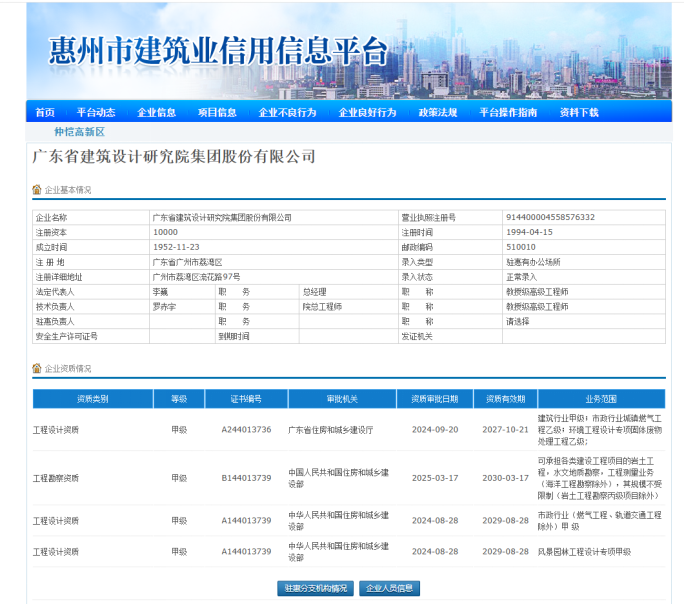 惠州市建筑业信用信息平台
首页 平台动态 企业信息 项目信息 企业不良行为 企业良好行为 政策法规 平台操作指南 资料下载
仲恺高新区
广东省建筑设计研究院集团股份有限公司
企业基本情况
企业名称 广东省建筑设计研究院集团股份有限公司 营业执照注册号 914400004558576332
注册资本 10000 注册时间 1994-04-15
成立时间 1952-11-23 邮政编码 510010
注 册 地 广东省广州市荔湾区 录入类型 驻惠有办公场所
注册详细地址 广州市荔湾区流花路97号 录入状态 正常录入
法定代表人 李巍 职 务 总经理 职 称 教授级高级工程师
技术负责人 罗赤宇 职 务 院总工程师 职 称 教授级高级工程师
驻惠负责人 职 务 职 称 请选择
安全生产许可证号 到期时间 发证机关
企业资质情况
资质类别 等级 证书编号 审批机关 资质审批日期 资质有效期 业务范围
工程设计资质 甲级 A244013736 广东省住房和城乡建设厅 2024-09-20 2027-10-21 建筑行业甲级；市政行业城镇燃气工
程乙级；环境工程设计专项固体废物
处理工程乙级；
工程勘察资质 甲级 B144013739 中国人民共和国住房和城乡建
设部 2025-03-17 2030-03-17 可承担各类建设工程项目的岩土工
程，水文地质勘察，工程测量业务
（海洋工程勘察除外），其规模不受
限制（岩土工程勘察丙级项目除外）
工程设计资质 甲级 A144013739 中华人民共和国住房和城乡建
设部 2024-08-28 2029-08-28 市政行业（燃气工程、轨道交通工程
除外）甲 级
工程设计资质 甲级 A144013739 中华人民共和国住房和城乡建
设部 2024-08-28 2029-08-28 风景园林工程设计专项甲级
驻惠分支机构情况 企业人员信息